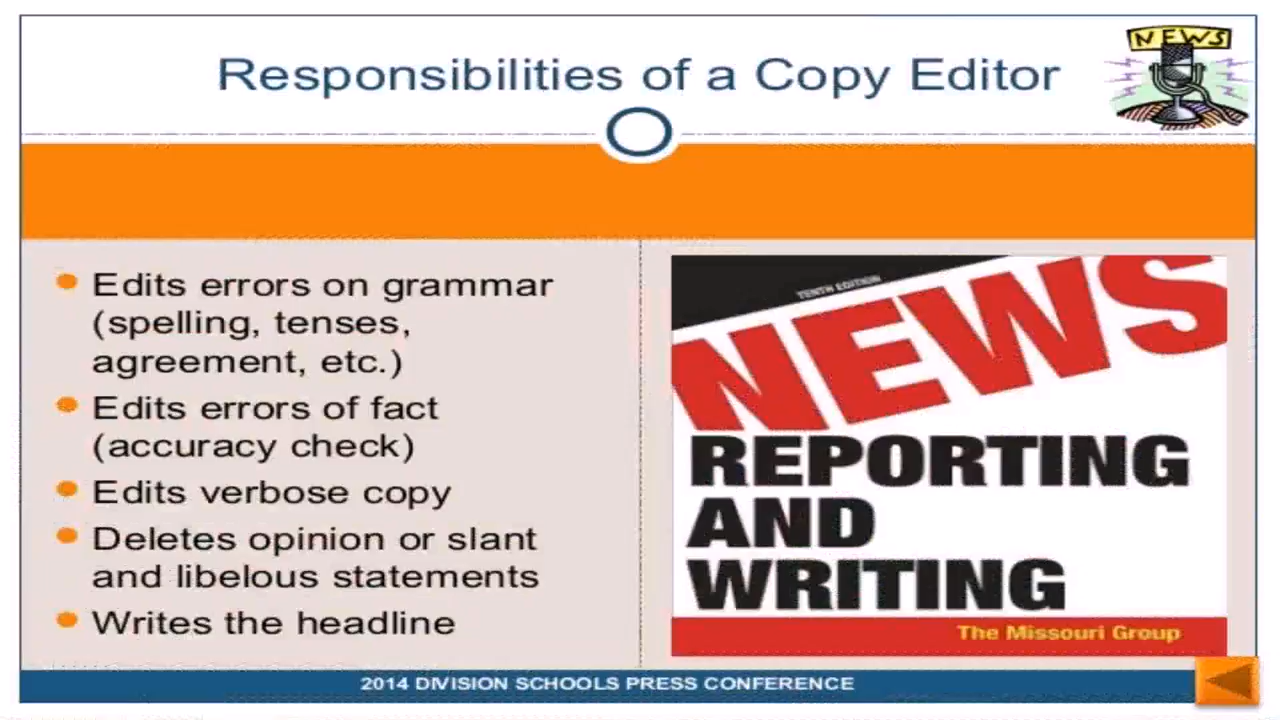 Responsibilities of a Copy Editor
NEWS
Edits errors on grammar
(spelling, tenses,
agreement, etc.)
Edits errors of fact
(accuracy check)
Edits verbose copy
Deletes opinion or slant
and libelous statements
Writes the headline
TENTH EDITION
NEWS
REPORTING
AND
WRITING
The Missouri Group
2014 DIVISION SCHOOLS PRESS CONFERENCE